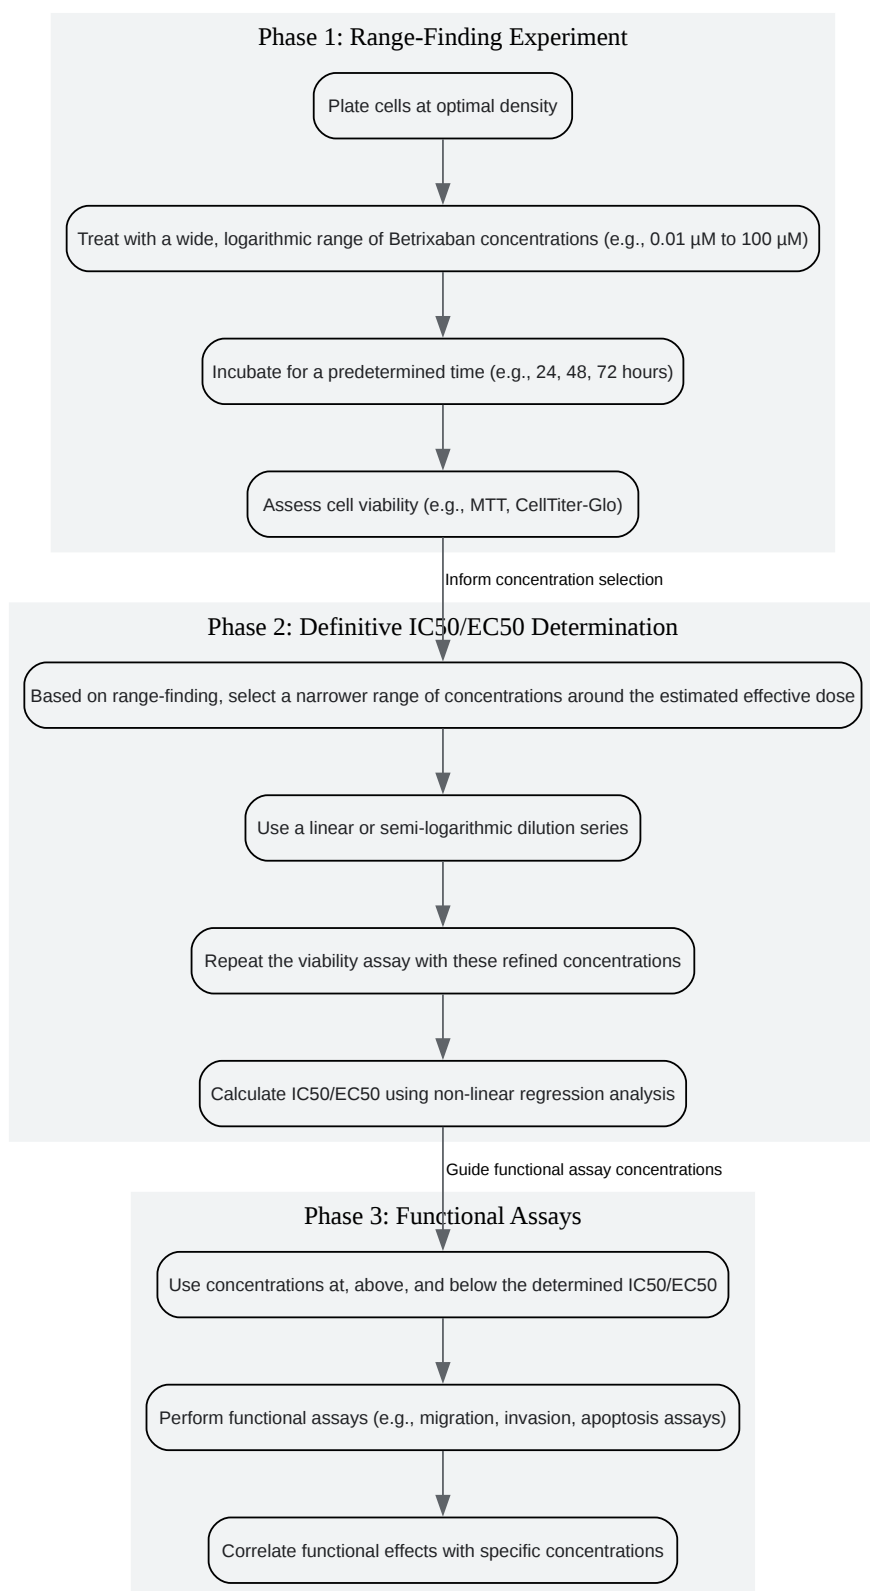 Phase 1: Range-Finding Experiment
Plate cells at optimal density
Treat with a wide, logarithmic range of Betrixaban concentrations (e.g., 0.01 µM to 100 µM)
Incubate for a predetermined time (e.g., 24, 48, 72 hours)
Assess cell viability (e.g., MTT, CellTiter-Glo)
Inform concentration selection
Phase 2: Definitive IC50/EC50 Determination
Based on range-finding, select a narrower range of concentrations around the estimated effective dose
Use a linear or semi-logarithmic dilution series
Repeat the viability assay with these refined concentrations
Calculate IC50/EC50 using non-linear regression analysis
Guide functional assay concentrations
Phase 3: Functional Assays
Use concentrations at, above, and below the determined IC50/EC50
Perform functional assays (e.g., migration, invasion, apoptosis assays)
Correlate functional effects with specific concentrations